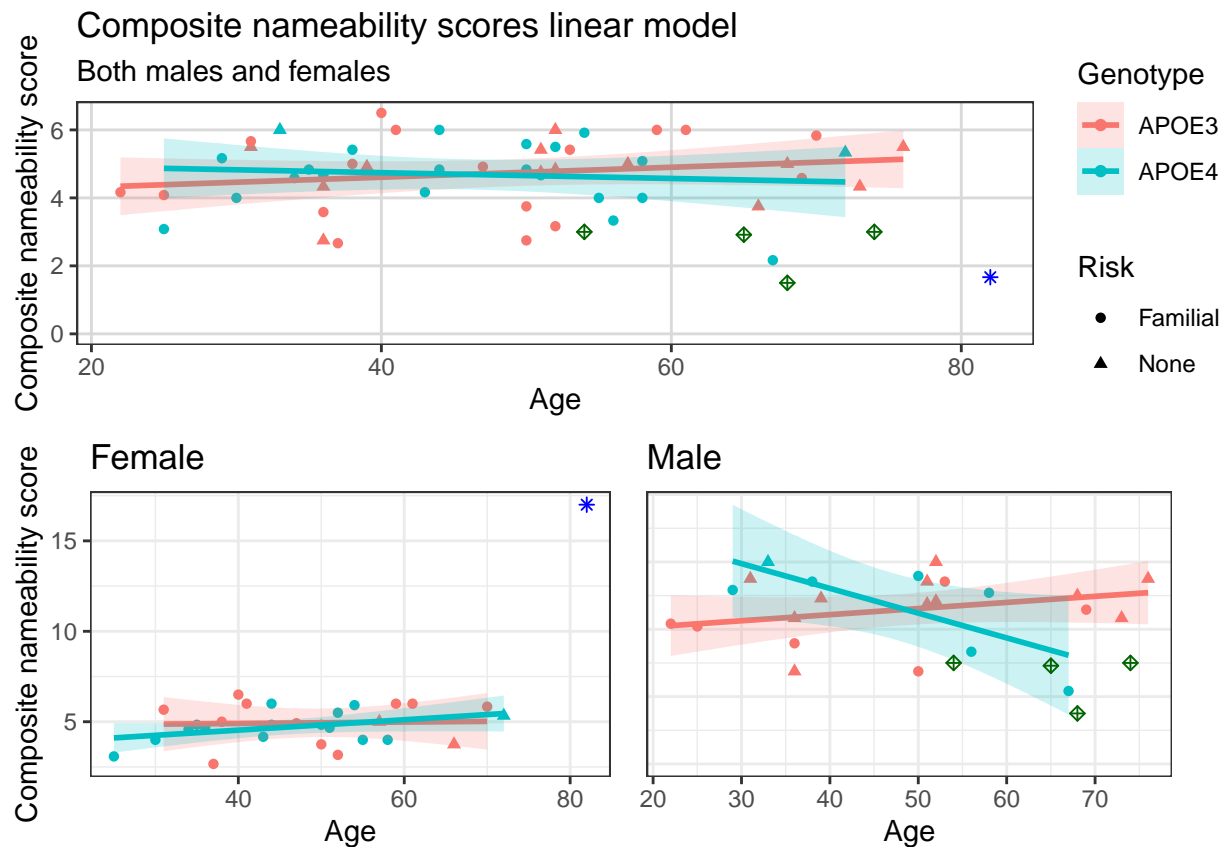 Composite nameability scores linear model
Both males and females
Composite nameability score
6
4
2
0
20 40 60 80
Age
Genotype
APOE3
APOE4
Risk
Familial
None
Female
Composite nameability score
15
10
5
40 60 80
Age
Male
20 30 40 50 60 70
Age